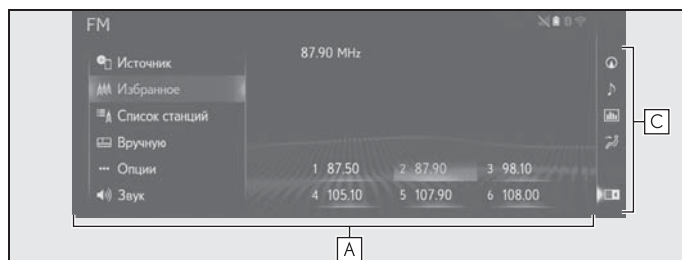 FM
87.90 MHz
Источник
Избранное
Список станций
Вручную
Опции
Звук
1 87.50 2 87.90 3 98.10
4 105.10 5 107.90 6 108.00
A
C